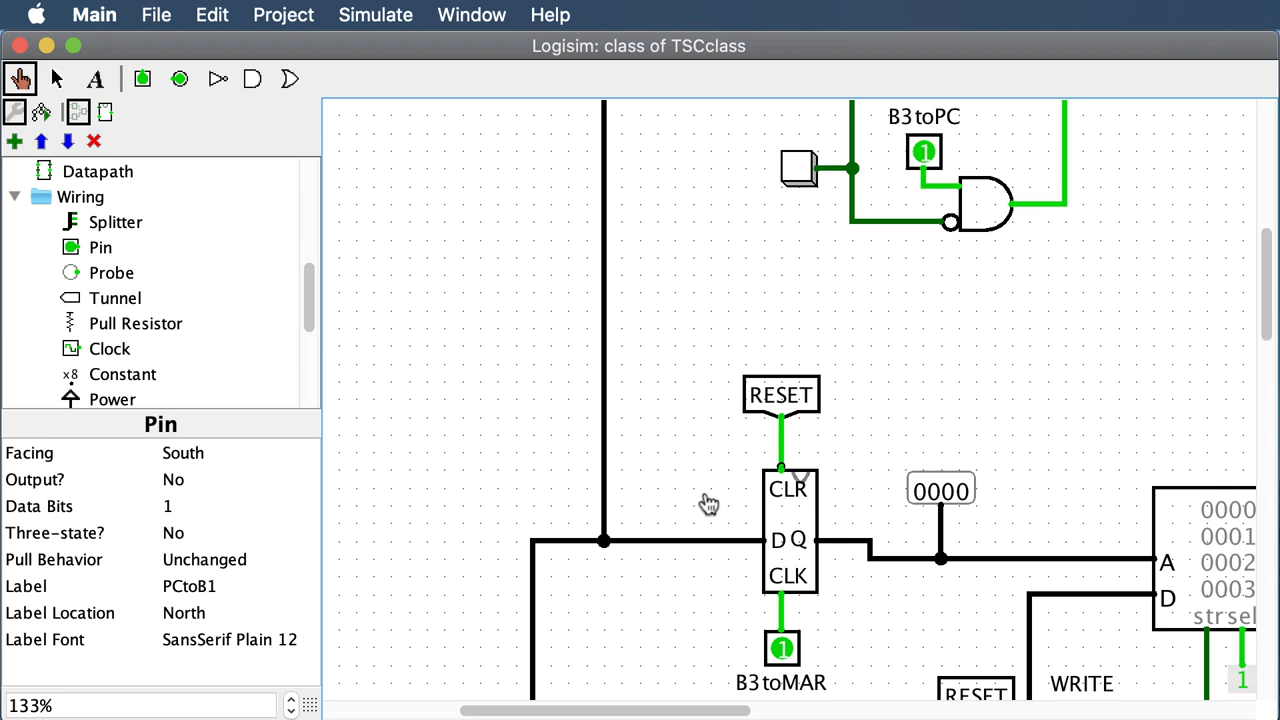 Main File Edit Project Simulate Window Help
Logisim: class of TSCclass
A
Datapath
Wiring
Splitter
Pin
Probe
Tunnel
Pull Resistor
Clock
x8 Constant
Power
Pin
Facing South
Output? No
Data Bits 1
Three-state? No
Pull Behavior Unchanged
Label PCtoB1
Label Location North
Label Font SansSerif Plain 12
133%
B3toPC
1
RESET
CLR
D Q
CLK
1
B3toMAR
0000
0000
0001
0002
0003
A
D
str sel
1
RESET
WRITE